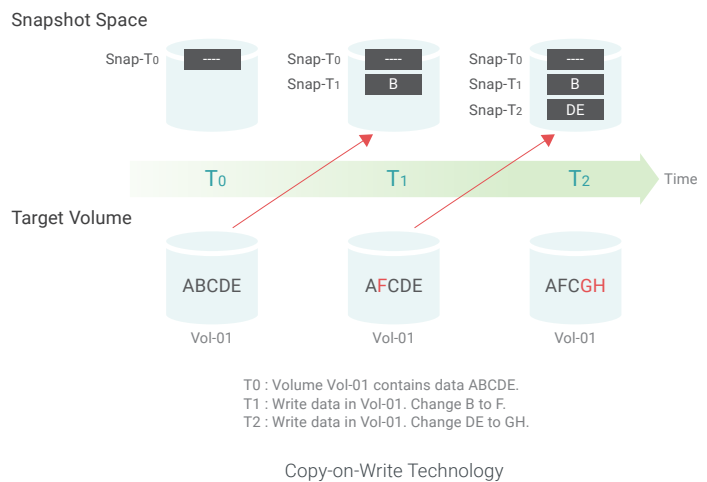 Snapshot Space
Snap-T0 ----
Snap-T0 ----
Snap-T1 B
Snap-T0 ----
Snap-T1 B
Snap-T2 DE
T0 T1 T2 Time
Target Volume
ABCDE AFCDE AFCGH
Vol-01 Vol-01 Vol-01
T0 : Volume Vol-01 contains data ABCDE.
T1 : Write data in Vol-01. Change B to F.
T2 : Write data in Vol-01. Change DE to GH.
Copy-on-Write Technology